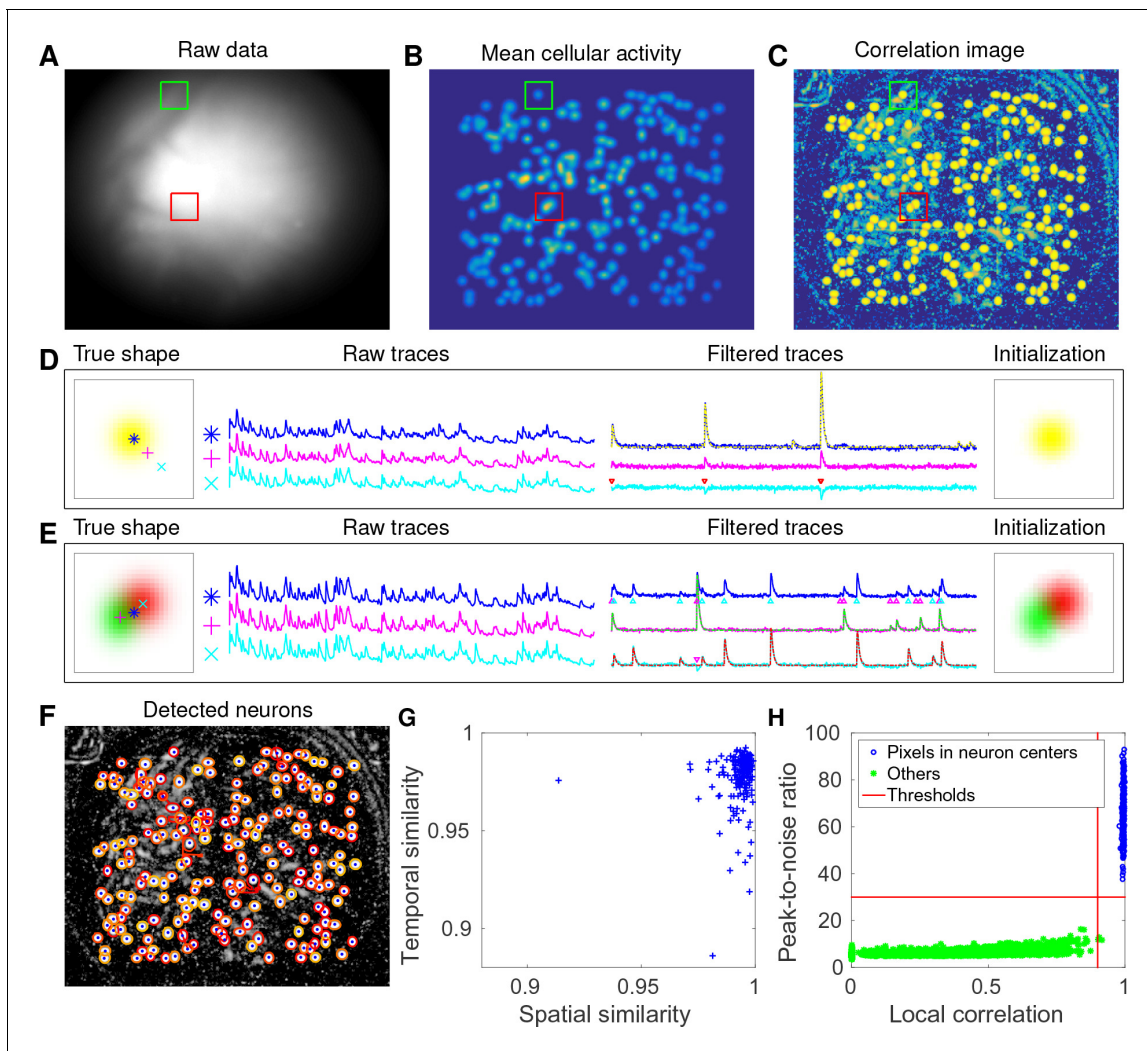 A Raw data
B Mean cellular activity
C Correlation image
D True shape Raw traces Filtered traces Initialization
E True shape Raw traces Filtered traces Initialization
F Detected neurons
G
1
0.95
0.9
Temporal similarity
0.9 0.95 1
Spatial similarity
H
100
80
60
40
20
0
Peak-to-noise ratio
Pixels in neuron centers
Others
Thresholds
0 0.5 1
Local correlation